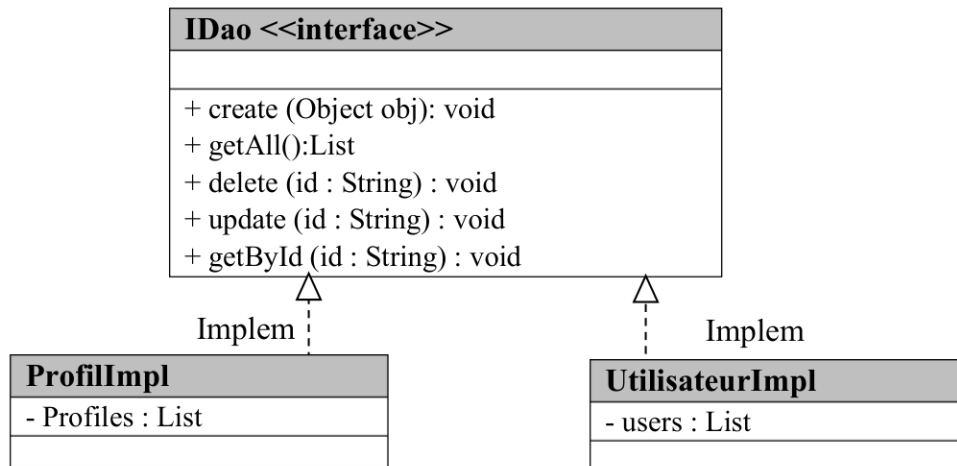 IDao <<interface>>
+ create (Object obj): void
+ getAll():List
+ delete (id : String) : void
+ update (id : String) : void
+ getById (id : String) : void
Implem
Implem
ProfilImpl
- Profiles : List
UtilisateurImpl
- users : List